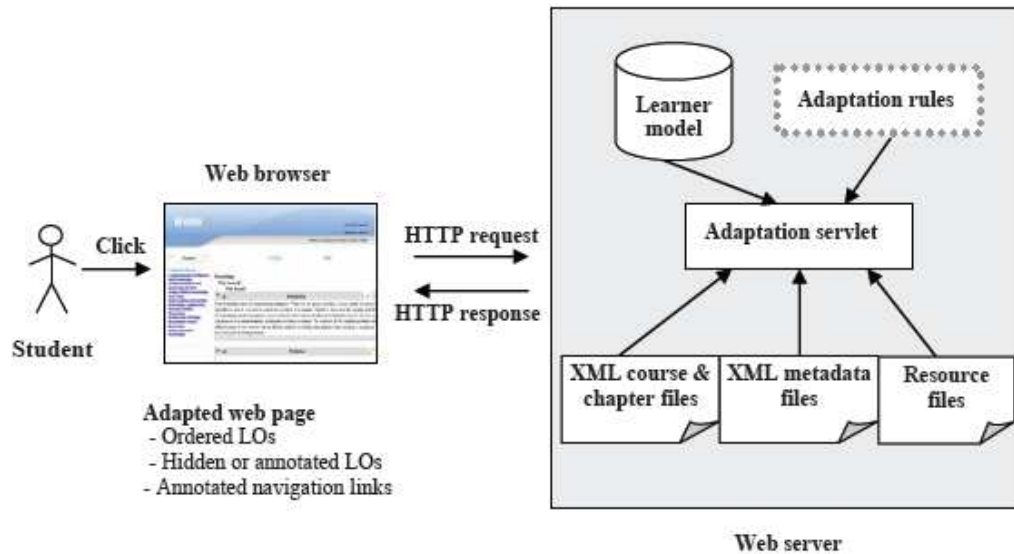 Web browser
Click
Student
HTTP request
HTTP response
Adapted web page
- Ordered LOs
- Hidden or annotated LOs
- Annotated navigation links
Learner
model
Adaptation rules
Adaptation servlet
XML course &
chapter files
XML metadata
files
Resource
files
Web server